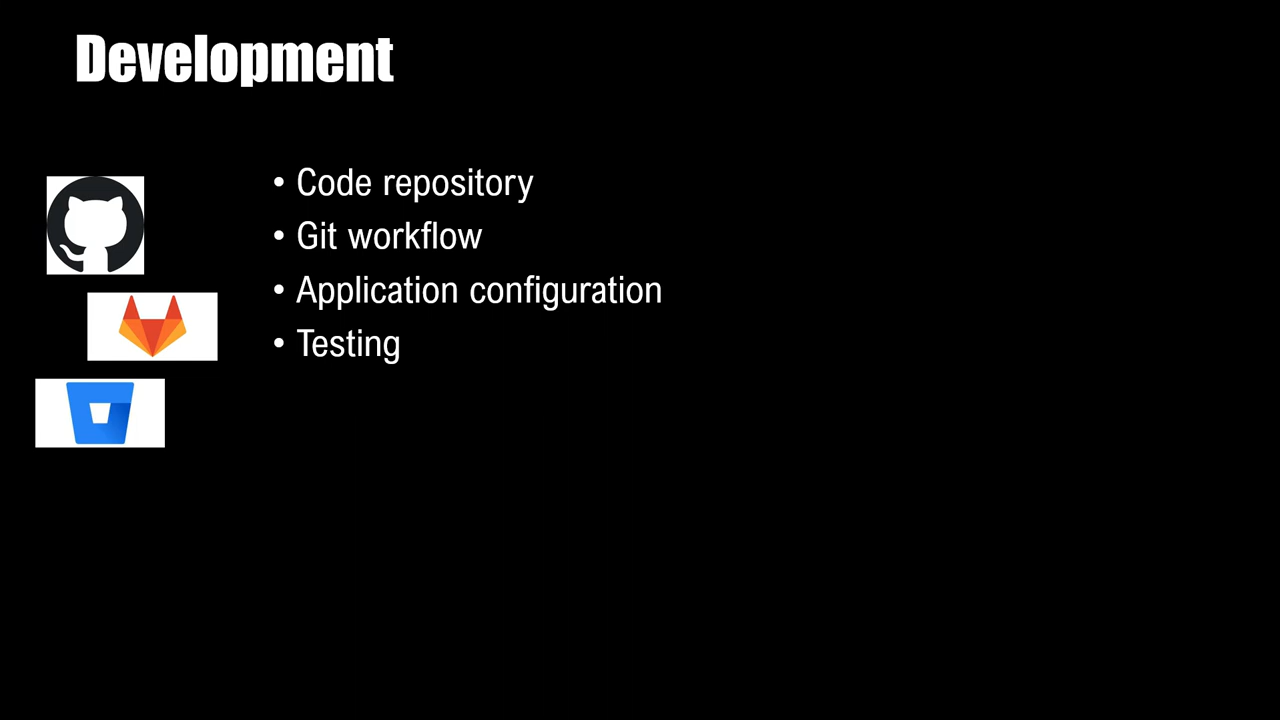 Development
• Code repository
• Git workflow
• Application configuration
• Testing